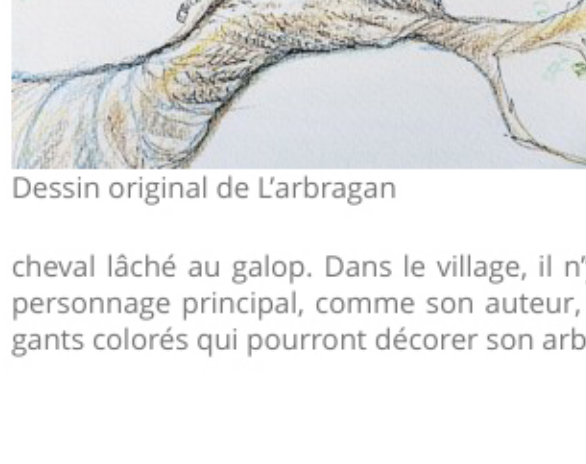 Dessin original de L'arbragan
cheval lâché au galop. Dans le village, il n'
personnage principal, comme son auteur,
gants colorés qui pourront décorer son arb